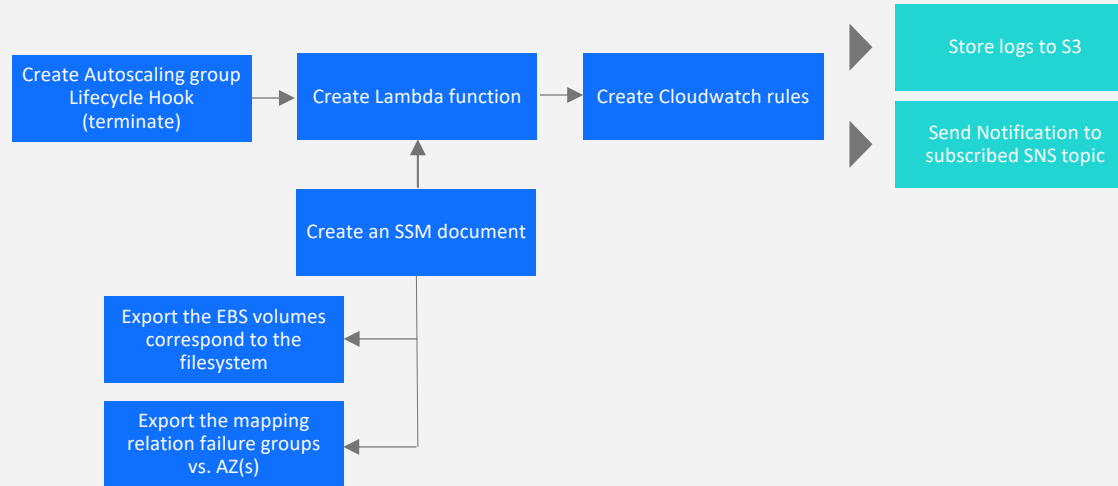 Create Autoscaling group
Lifecycle Hook
(terminate)
Create Lambda function
Create Cloudwatch rules
Store logs to S3
Send Notification to
subscribed SNS topic
Create an SSM document
Export the EBS volumes
correspond to the
filesystem
Export the mapping
relation failure groups
vs. AZ(s)